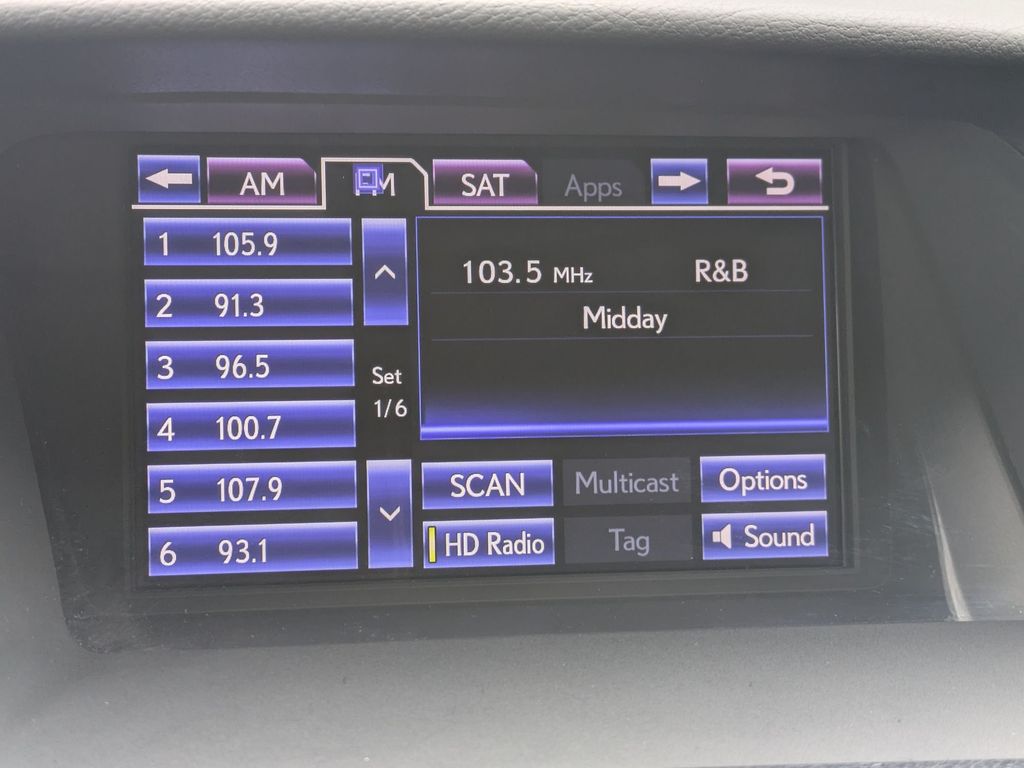 AM M SAT Apps
1 105.9
2 91.3
3 96.5
4 100.7
5 107.9
6 93.1
Set
1/6
103.5 MHz R&B
Midday
SCAN Multicast Options
HD Radio Tag Sound